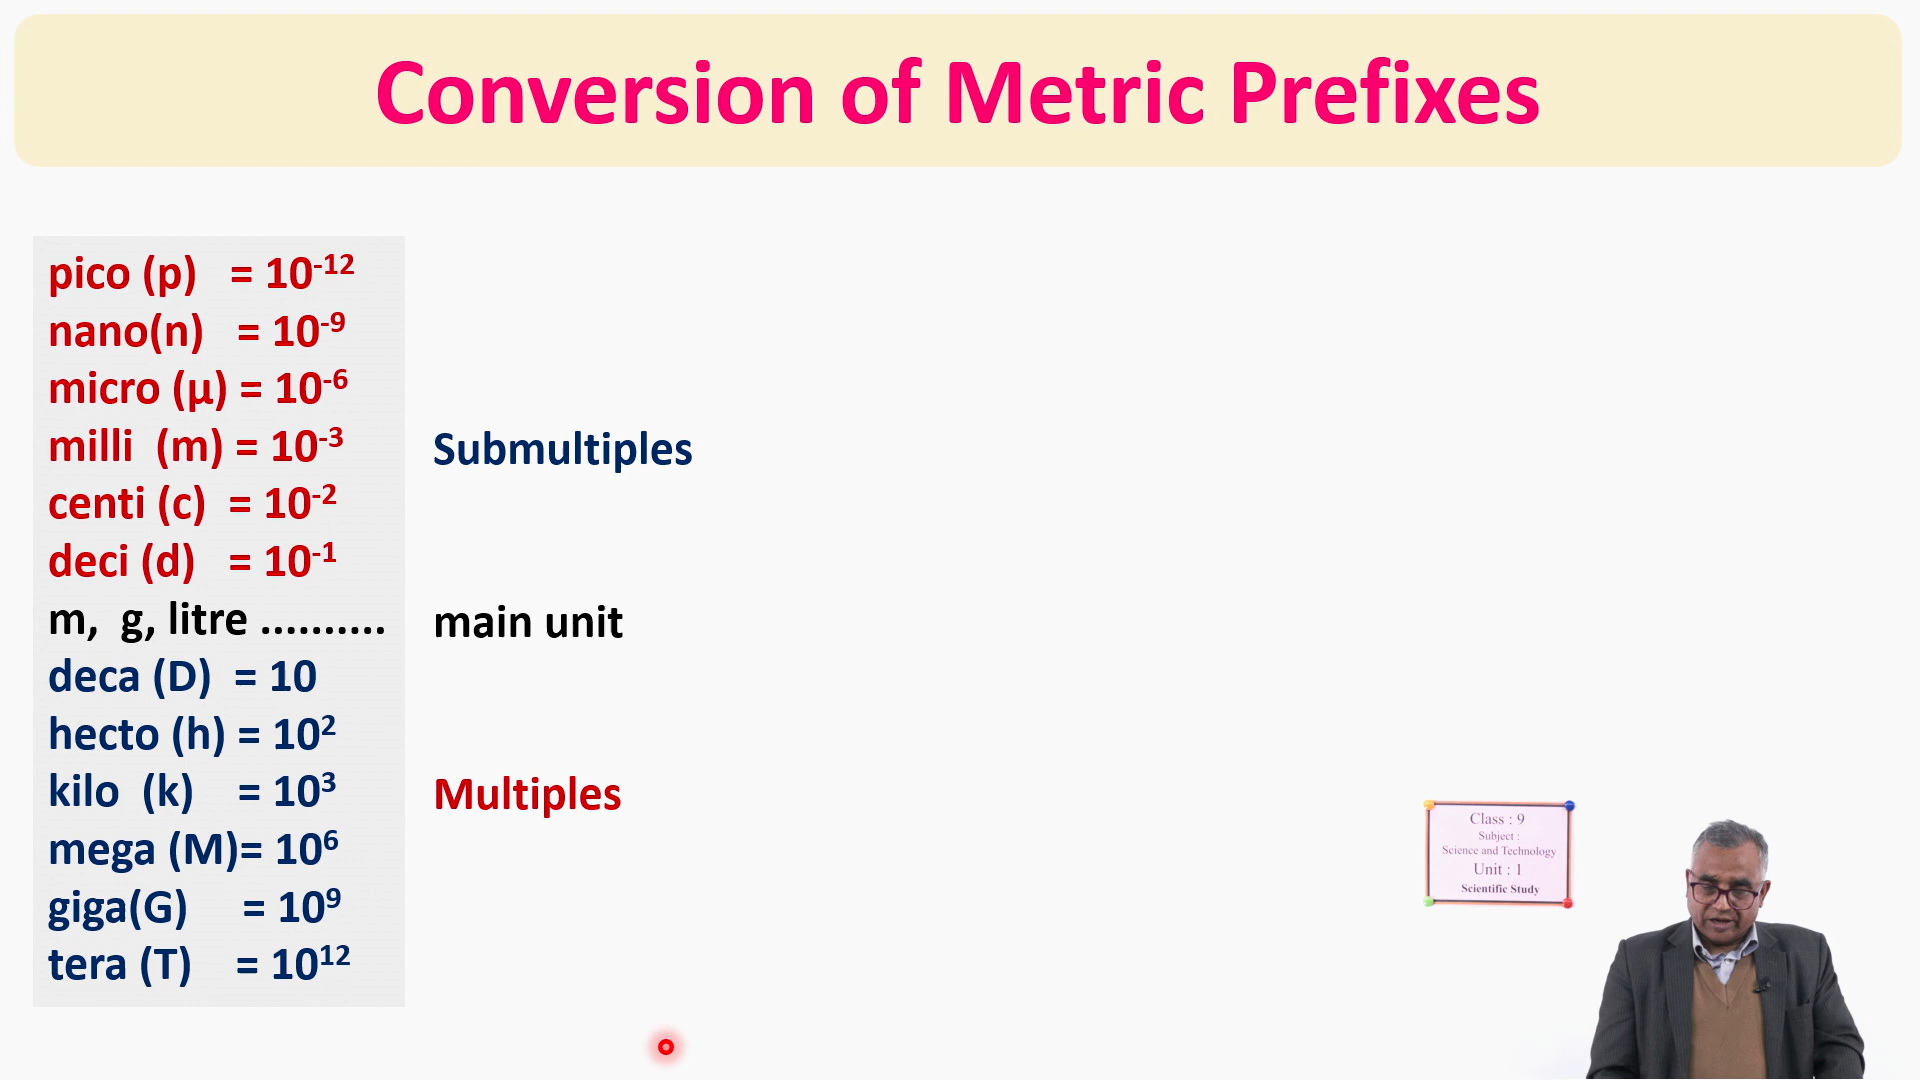 Conversion of Metric Prefixes
pico (p) = 10⁻¹²
nano(n) = 10⁻⁹
micro (μ) = 10⁻⁶
milli (m) = 10⁻³
Submultiples
centi (c) = 10⁻²
deci (d) = 10⁻¹
m, g, litre ..........
main unit
deca (D) = 10
hecto (h) = 10²
kilo (k) = 10³
Multiples
mega (M)= 10⁶
giga(G) = 10⁹
tera (T) = 10¹²
Class : 9
Subject :
Science and Technology
Unit : 1
Scientific Study